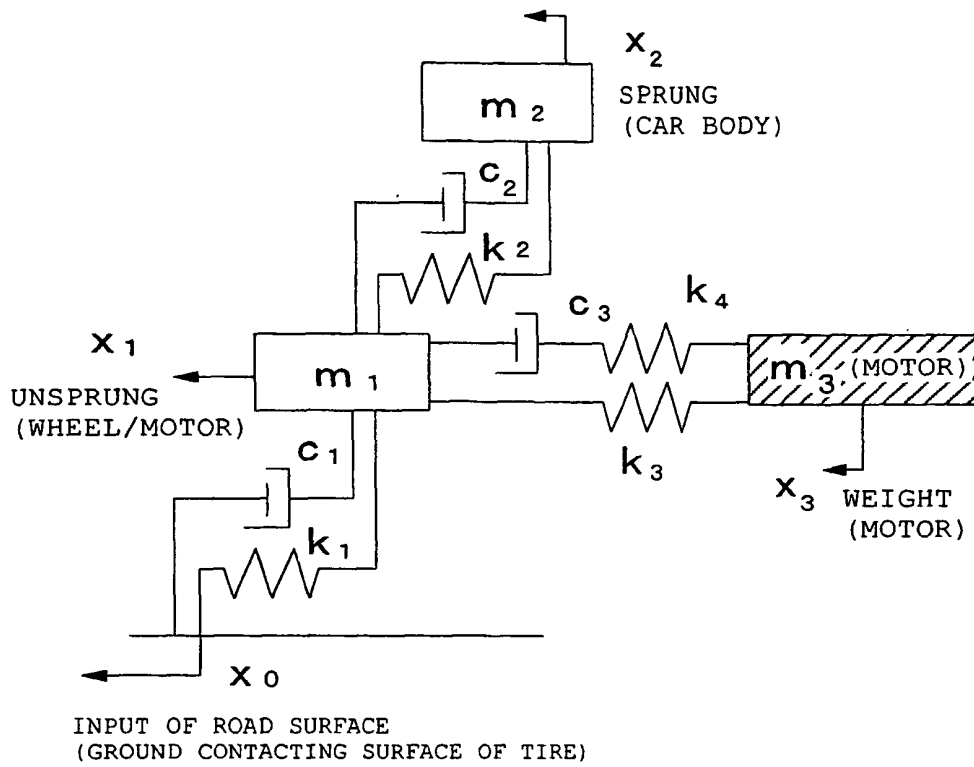 x₂
SPRUNG
(CAR BODY)
m₂
c₂
k₂
c₃
k₄
x₁
UNSPRUNG
(WHEEL/MOTOR)
m₁
m₃ (MOTOR)
k₃
c₁
x₃
WEIGHT
(MOTOR)
k₁
x₀
INPUT OF ROAD SURFACE
(GROUND CONTACTING SURFACE OF TIRE)